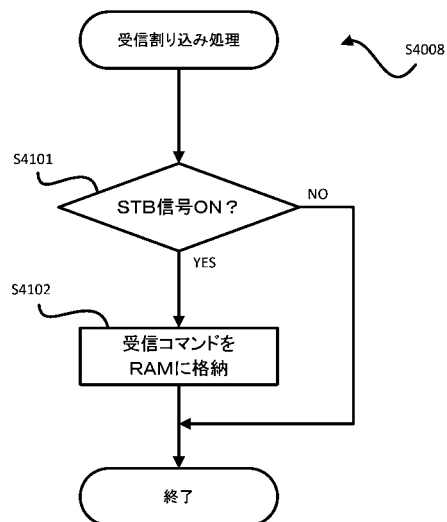 受信割り込み処理
S4008
S4101
STB信号ON？
NO
YES
S4102
受信コマンドを
RAMに格納
終了